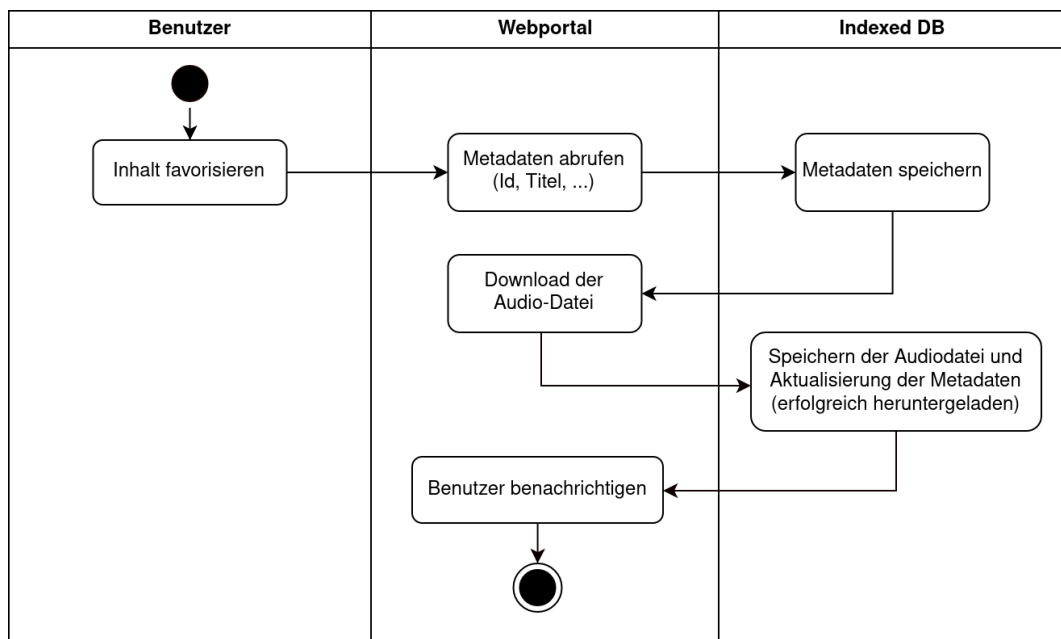 Benutzer
Webportal
Indexed DB
Inhalt favorisieren
Metadaten abrufen
(Id, Titel, ...)
Metadaten speichern
Download der
Audio-Datei
Speichern der Audiodatei und
Aktualisierung der Metadaten
(erfolgreich heruntergeladen)
Benutzer benachrichtigen